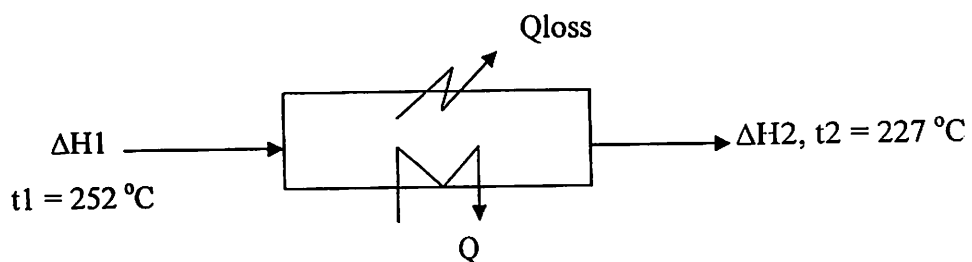 Qloss
ΔH1
ΔH2, t2 = 227 °C
t1 = 252 °C
Q